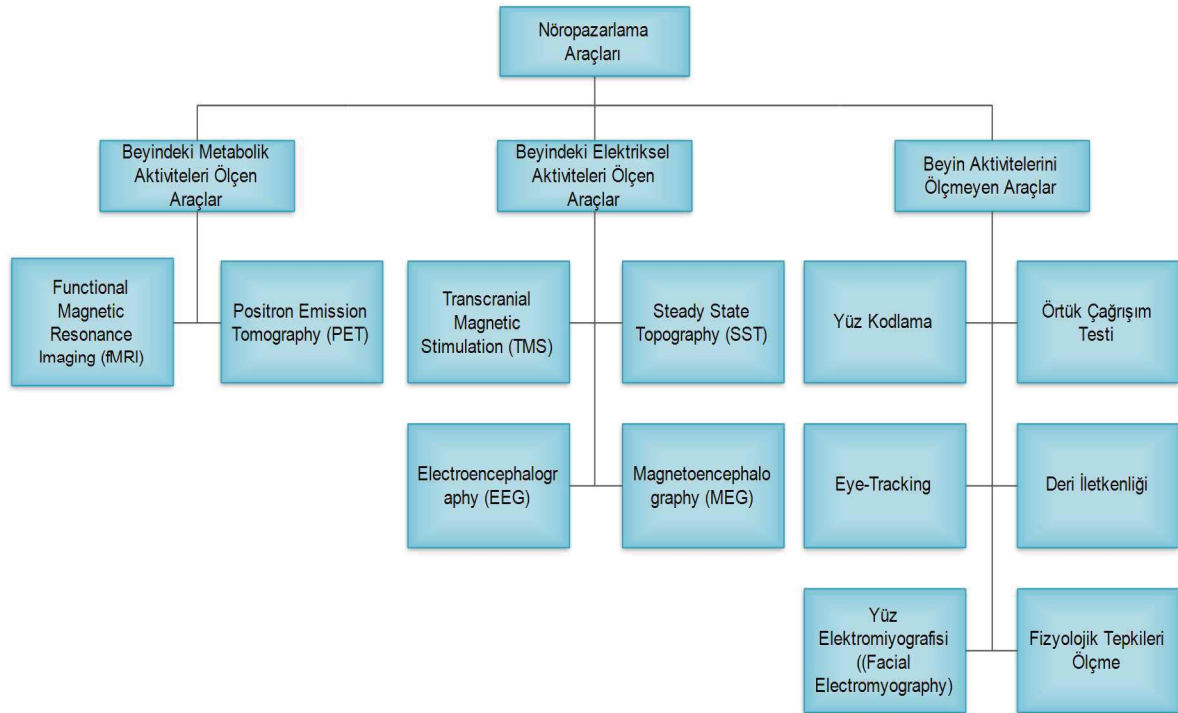 Nöropazarlama
Araçları
Beyindeki Metabolik
Aktiviteleri Ölçen
Araçlar
Beyindeki Elektriksel
Aktiviteleri Ölçen
Araçlar
Beyin Aktivitelerini
Ölçmeyen Araçlar
Functional
Magnetic
Resonance
Imaging (fMRI)
Positron Emission
Tomography (PET)
Transcranial
Magnetic
Stimulation (TMS)
Steady State
Topography (SST)
Yüz Kodlama
Örtük Çağrışım
Testi
Electroencephalogr
aphy (EEG)
Magnetoencephalo
graphy (MEG)
Eye-Tracking
Deri İletkenliği
Yüz
Elektromiyografisi
((Facial
Electromyography)
Fizyolojik Tepkileri
Ölçme